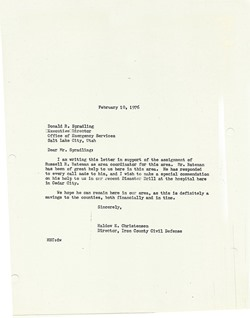 February 10, 1976
Donald R. Spradling
Executive Director
Office of Emergency Services
Salt Lake City, Utah
Dear Mr. Spradling:
I am writing this letter in support of the assignment of
Russell R. Bateman as area coordinator for this area. Mr. Bateman
has been of great help to us here in this area. He has responded
to every call made to him, and I wish to make a special commendation
on his help to us in our recent Disaster Drill at the hospital here
in Cedar City.
We hope he can remain here in our area, as this is definitely a
savings to the counties, both financially and in time.
Sincerely,
Haldow E. Christensen
Director, Iron County Civil Defense